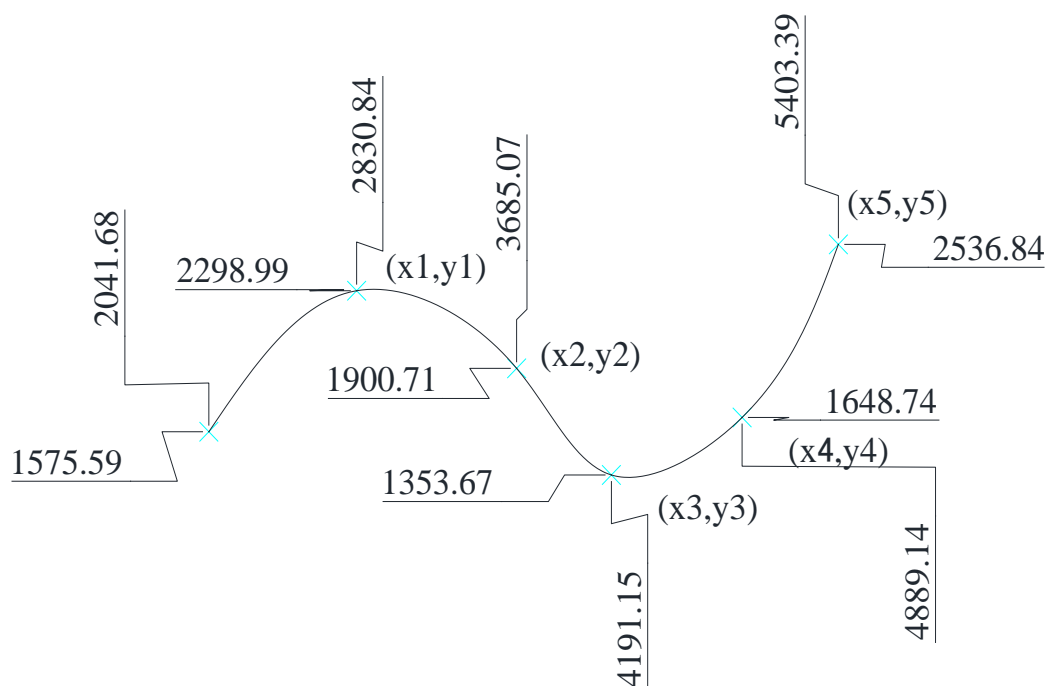 5403.39
2830.84
3685.07
(x5,y5)
2041.68
2536.84
2298.99
(x1,y1)
(x2,y2)
1900.71
1648.74
1575.59
(x4,y4)
1353.67
(x3,y3)
4889.14
4191.15